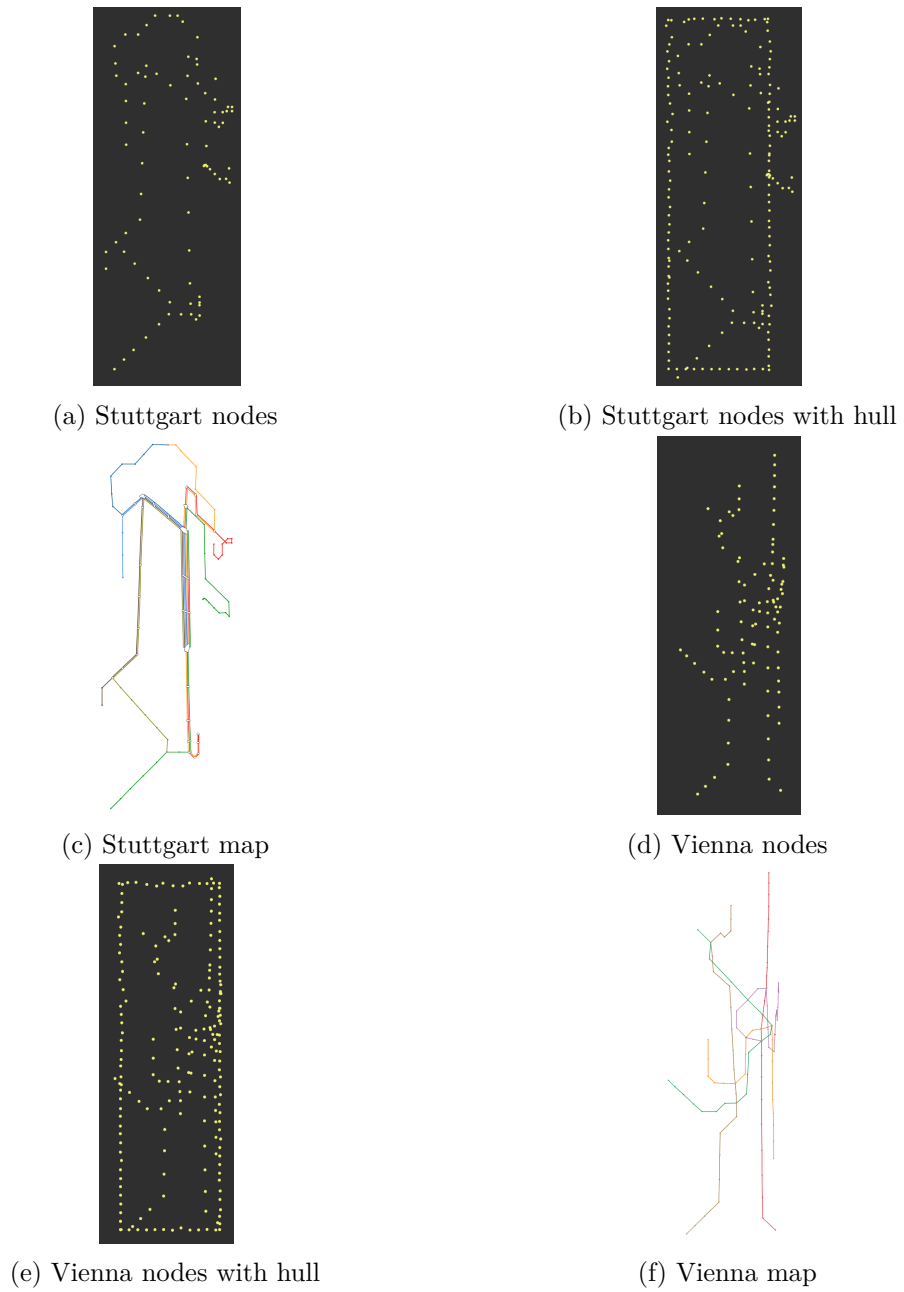 (a) Stuttgart nodes
(b) Stuttgart nodes with hull
(c) Stuttgart map
(d) Vienna nodes
(e) Vienna nodes with hull
(f) Vienna map